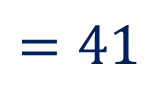 = 41